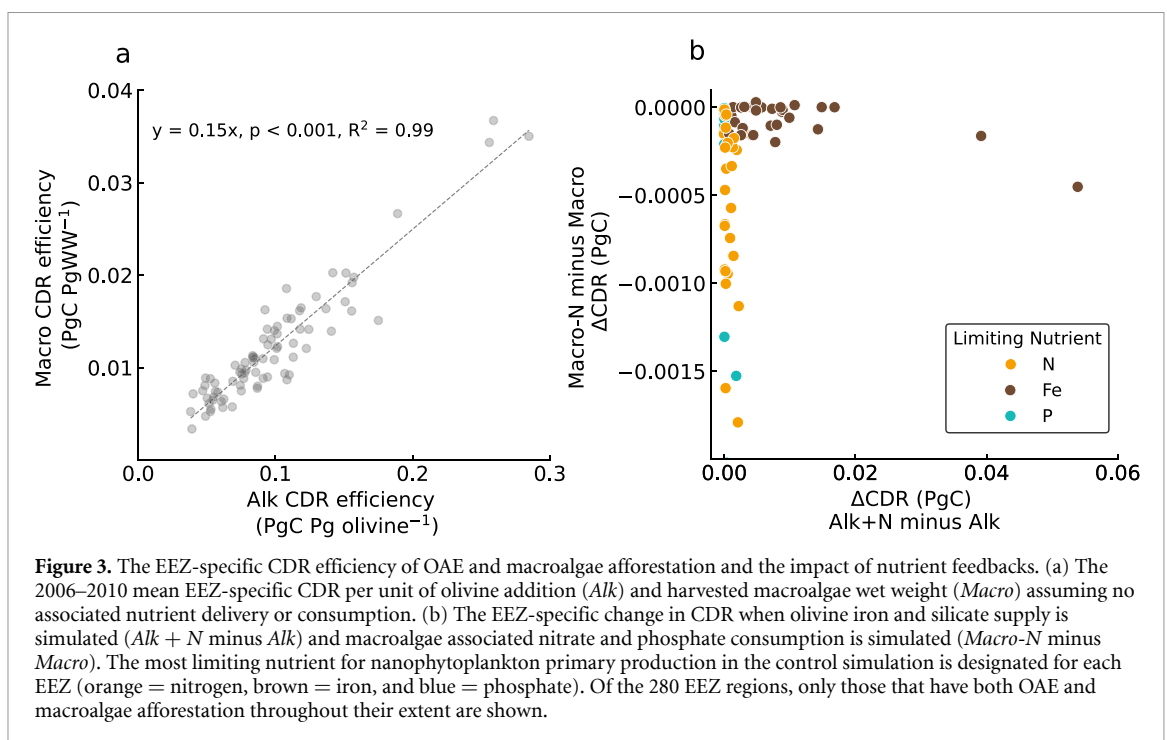 a
0.04
0.03
0.02
0.01
0.0
0.1
0.2
0.3
y = 0.15x, p < 0.001, R² = 0.99
Macro CDR efficiency
(PgC PgWW⁻¹)
Alk CDR efficiency
(PgC Pg olivine⁻¹)
b
0.0000
−0.0005
−0.0010
−0.0015
0.00
0.02
0.04
0.06
Macro-N minus Macro
ΔCDR (PgC)
ΔCDR (PgC)
Alk+N minus Alk
Limiting Nutrient
N
Fe
P
Figure 3. The EEZ-specific CDR efficiency of OAE and macroalgae afforestation and the impact of nutrient feedbacks. (a) The
2006–2010 mean EEZ-specific CDR per unit of olivine addition (Alk) and harvested macroalgae wet weight (Macro) assuming no
associated nutrient delivery or consumption. (b) The EEZ-specific change in CDR when olivine iron and silicate supply is
simulated (Alk + N minus Alk) and macroalgae associated nitrate and phosphate consumption is simulated (Macro-N minus
Macro). The most limiting nutrient for nanophytoplankton primary production in the control simulation is designated for each
EEZ (orange = nitrogen, brown = iron, and blue = phosphate). Of the 280 EEZ regions, only those that have both OAE and
macroalgae afforestation throughout their extent are shown.